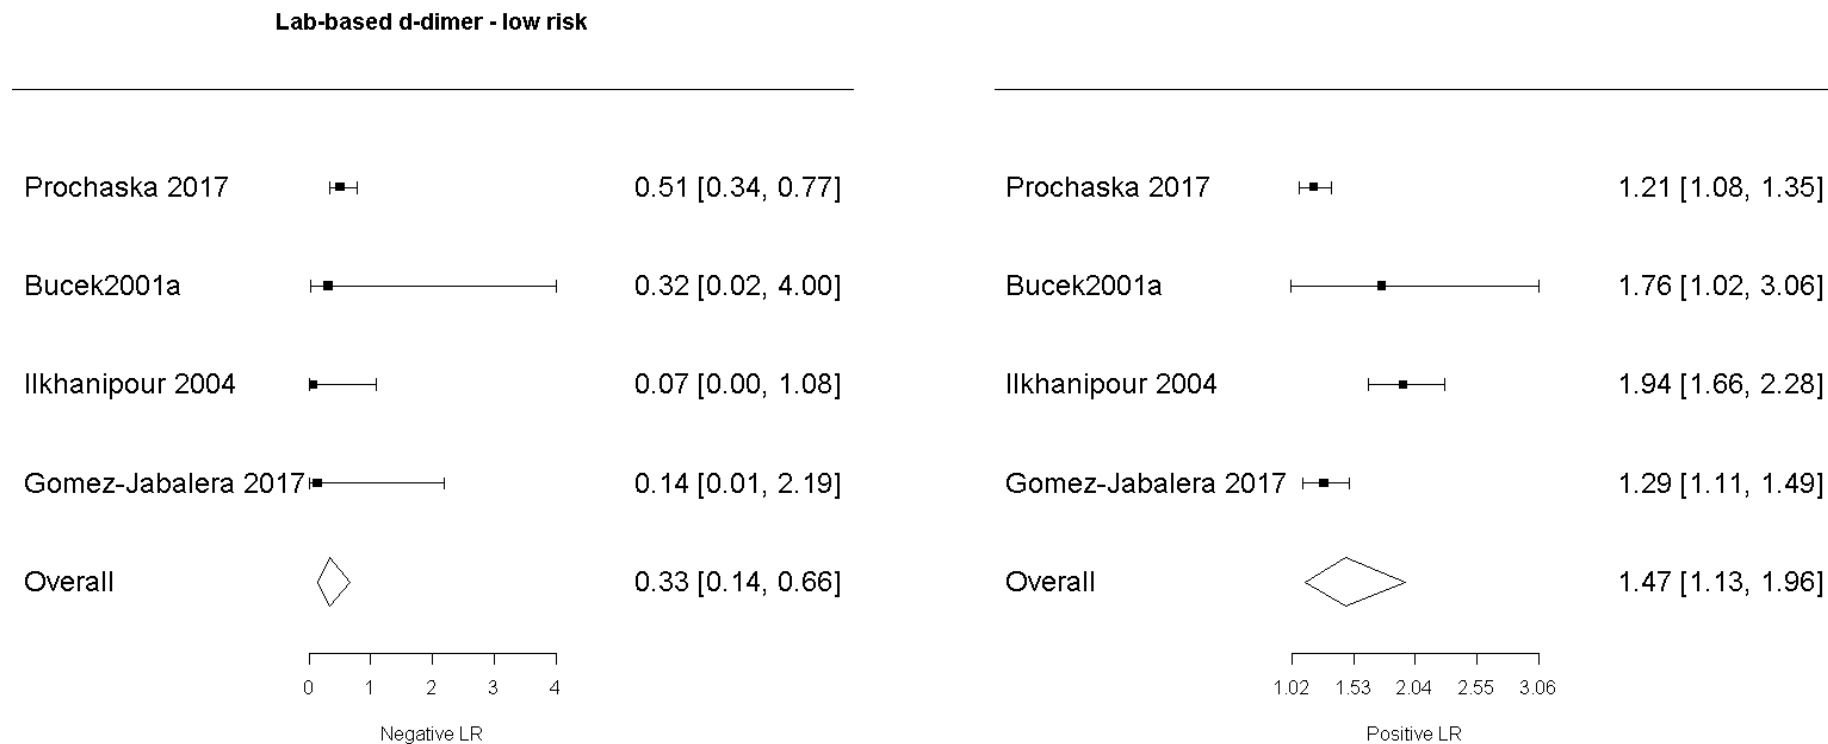 Lab-based d-dimer - low risk
Prochaska 2017 0.51 [0.34, 0.77]
Bucek2001a 0.32 [0.02, 4.00]
Ilkhanipour 2004 0.07 [0.00, 1.08]
Gomez-Jabalera 2017 0.14 [0.01, 2.19]
Overall 0.33 [0.14, 0.66]
0 1 2 3 4
Negative LR
Prochaska 2017 1.21 [1.08, 1.35]
Bucek2001a 1.76 [1.02, 3.06]
Ilkhanipour 2004 1.94 [1.66, 2.28]
Gomez-Jabalera 2017 1.29 [1.11, 1.49]
Overall 1.47 [1.13, 1.96]
1.02 1.53 2.04 2.55 3.06
Positive LR